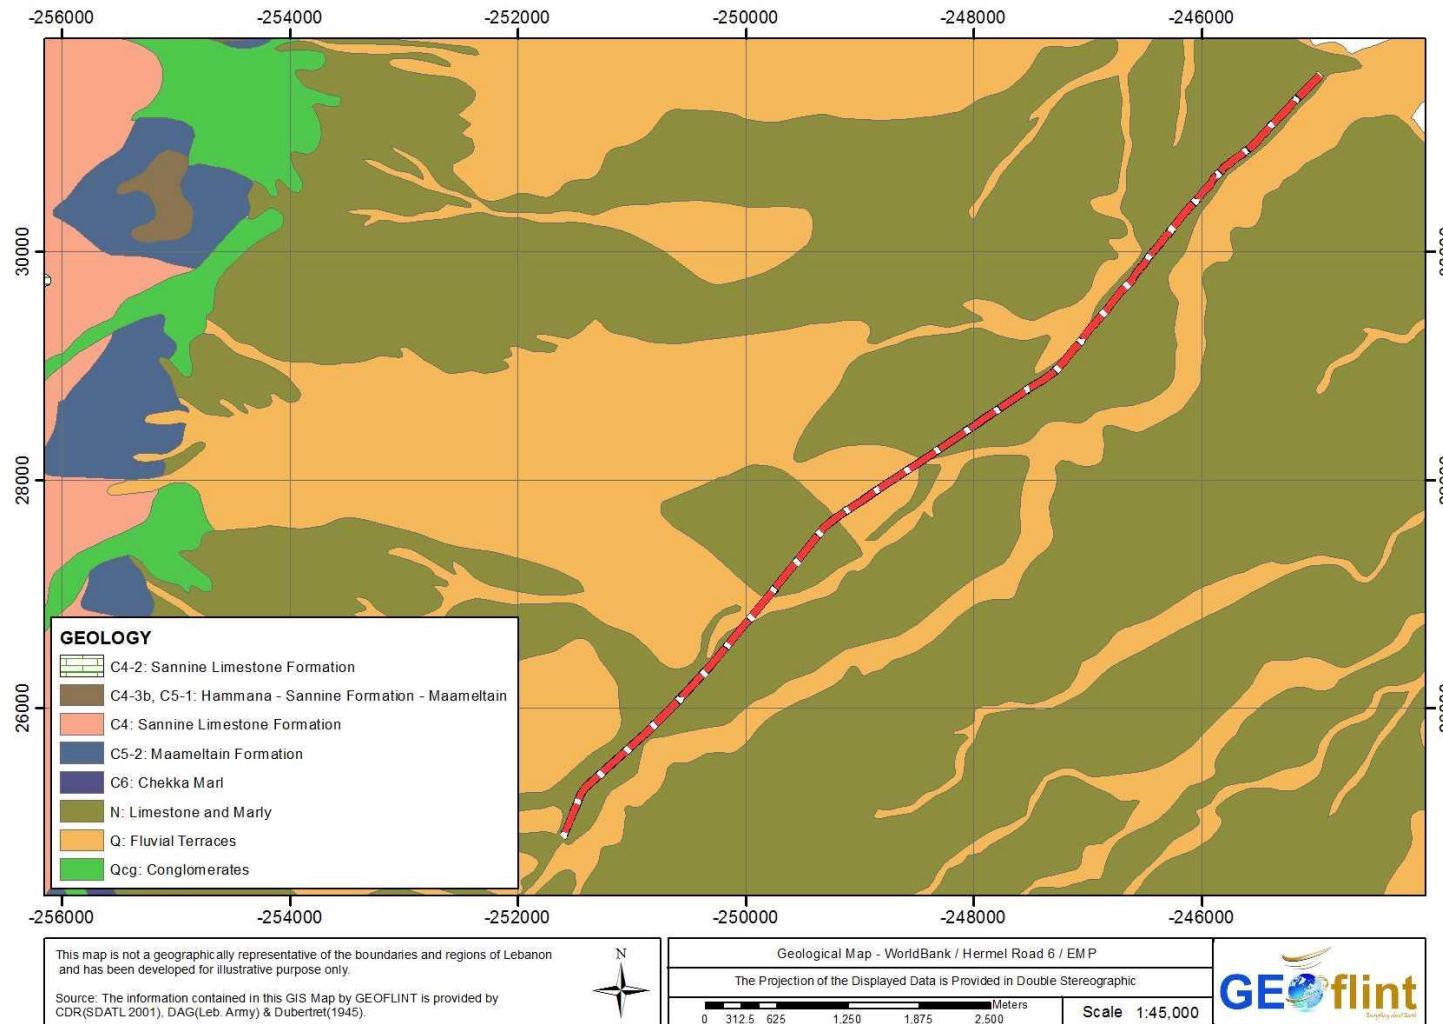 -256000 -254000 -252000 -250000 -248000 -246000
30000
28000
26000
GEOLOGY
C4-2: Sannine Limestone Formation
C4-3b, C5-1: Hammana - Sannine Formation - Maameltain
C4: Sannine Limestone Formation
C5-2: Maameltain Formation
C6: Chekka Marl
N: Limestone and Marly
Q: Fluvial Terraces
Qcg: Conglomerates
-256000 -254000 -252000 -250000 -248000 -246000
This map is not a geographically representative of the boundaries and regions of Lebanon
and has been developed for illustrative purpose only.
Source: The information contained in this GIS Map by GEOFLINT is provided by
CDR(SDATL 2001), DAG(Leb. Army) & Dubertret(1945).
N
Geological Map - WorldBank / Hermel Road 6 / EMP
The Projection of the Displayed Data is Provided in Double Stereographic
Meters
0 312.5 625 1,250 1,875 2,500
Scale 1:45,000
GEOflint